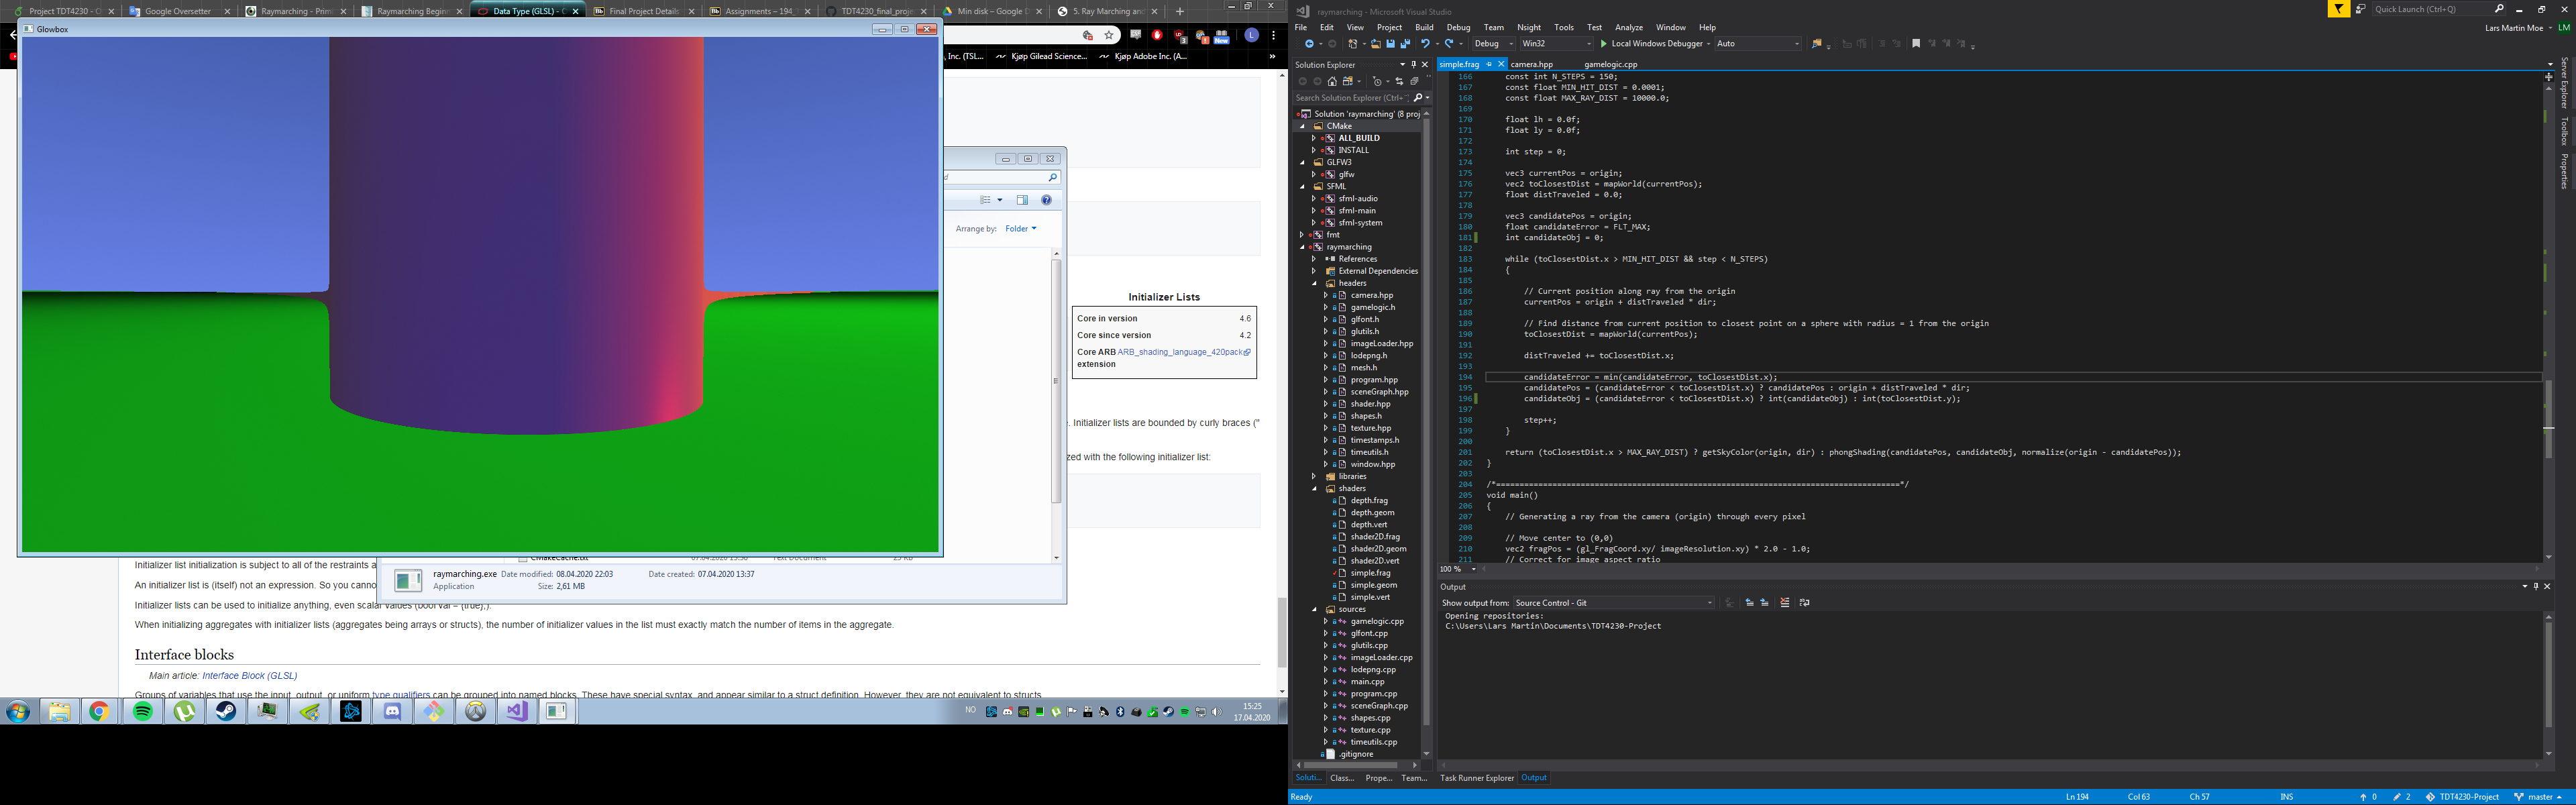 Project TDT4230 - O
Google Oversetter
Raymarching - Primi
Raymarching Beginn
Data Type (GLSL) - O
Final Project Details
Assignments – 194_T
TDT4230_final_proje
Min disk – Google D
5. Ray Marching and
Glowbox
, Inc. (TSL...
Kjøp Gilead Science...
Kjøp Adobe Inc. (A...
»
Arrange by: Folder
Initializer Lists
Core in version 4.6
Core since version 4.2
Core ARB ARB_shading_language_420pack
extension
. Initializer lists are bounded by curly braces ("
zed with the following initializer list:
CMakeCache.txt 07.04.2020 13:38 Text Document 23 KB
raymarching.exe Date modified: 08.04.2020 22:03 Date created: 07.04.2020 13:37
Application Size: 2,61 MB
Initializer list initialization is subject to all of the restraints a
An initializer list is (itself) not an expression. So you canno
Initializer lists can be used to initialize anything, even scalar values (bool val = {true};).
When initializing aggregates with initializer lists (aggregates being arrays or structs), the number of initializer values in the list must exactly match the number of items in the aggregate.
Interface blocks
Main article: Interface Block (GLSL)
Groups of variables that use the input, output, or uniform type qualifiers can be grouped into named blocks. These have special syntax, and appear similar to a struct definition. However, they are not equivalent to structs.
NO
15:25
17.04.2020
raymarching - Microsoft Visual Studio
Quick Launch (Ctrl+Q)
File Edit View Project Build Debug Team Nsight Tools Test Analyze Window Help
Lars Martin Moe LM
Debug Win32 Local Windows Debugger Auto
Solution Explorer
Search Solution Explorer (Ctrl+¨)
Solution 'raymarching' (8 proj
CMake
ALL_BUILD
INSTALL
GLFW3
glfw
SFML
sfml-audio
sfml-main
sfml-system
fmt
raymarching
References
External Dependencies
headers
camera.hpp
gamelogic.h
glfont.h
glutils.h
imageLoader.hpp
lodepng.h
mesh.h
program.hpp
sceneGraph.hpp
shader.hpp
shapes.h
texture.hpp
timestamps.h
timeutils.h
window.hpp
libraries
shaders
depth.frag
depth.geom
depth.vert
shader2D.frag
shader2D.geom
shader2D.vert
simple.frag
simple.geom
simple.vert
sources
gamelogic.cpp
glfont.cpp
glutils.cpp
imageLoader.cpp
lodepng.cpp
main.cpp
program.cpp
sceneGraph.cpp
shapes.cpp
texture.cpp
timeutils.cpp
.gitignore
Soluti... Class... Prope... Team...
simple.frag camera.hpp gamelogic.cpp
166 const int N_STEPS = 150;
167 const float MIN_HIT_DIST = 0.0001;
168 const float MAX_RAY_DIST = 10000.0;
169
170 float lh = 0.0f;
171 float ly = 0.0f;
172
173 int step = 0;
174
175 vec3 currentPos = origin;
176 vec2 toClosestDist = mapWorld(currentPos);
177 float distTraveled = 0.0;
178
179 vec3 candidatePos = origin;
180 float candidateError = FLT_MAX;
181 int candidateObj = 0;
182
183 while (toClosestDist.x > MIN_HIT_DIST && step < N_STEPS)
184 {
185
186 // Current position along ray from the origin
187 currentPos = origin + distTraveled * dir;
188
189 // Find distance from current position to closest point on a sphere with radius = 1 from the origin
190 toClosestDist = mapWorld(currentPos);
191
192 distTraveled += toClosestDist.x;
193
194 candidateError = min(candidateError, toClosestDist.x);
195 candidatePos = (candidateError < toClosestDist.x) ? candidatePos : origin + distTraveled * dir;
196 candidateObj = (candidateError < toClosestDist.x) ? int(candidateObj) : int(toClosestDist.y);
197
198 step++;
199 }
200
201 return (toClosestDist.x > MAX_RAY_DIST) ? getSkyColor(origin, dir) : phongShading(candidatePos, candidateObj, normalize(origin - candidatePos));
202 }
203
204 /*=====================================================================================*/
205 void main()
206 {
207 // Generating a ray from the camera (origin) through every pixel
208
209 // Move center to (0,0)
210 vec2 fragPos = (gl_FragCoord.xy/ imageResolution.xy) * 2.0 - 1.0;
211 // Correct for image aspect ratio
100 %
Output
Show output from: Source Control - Git
Opening repositories:
C:\Users\Lars Martin\Documents\TDT4230-Project
Task Runner Explorer Output
Server Explorer
Toolbox
Properties
Ready Ln 194 Col 63 Ch 57 INS 0 2 TDT4230-Project master